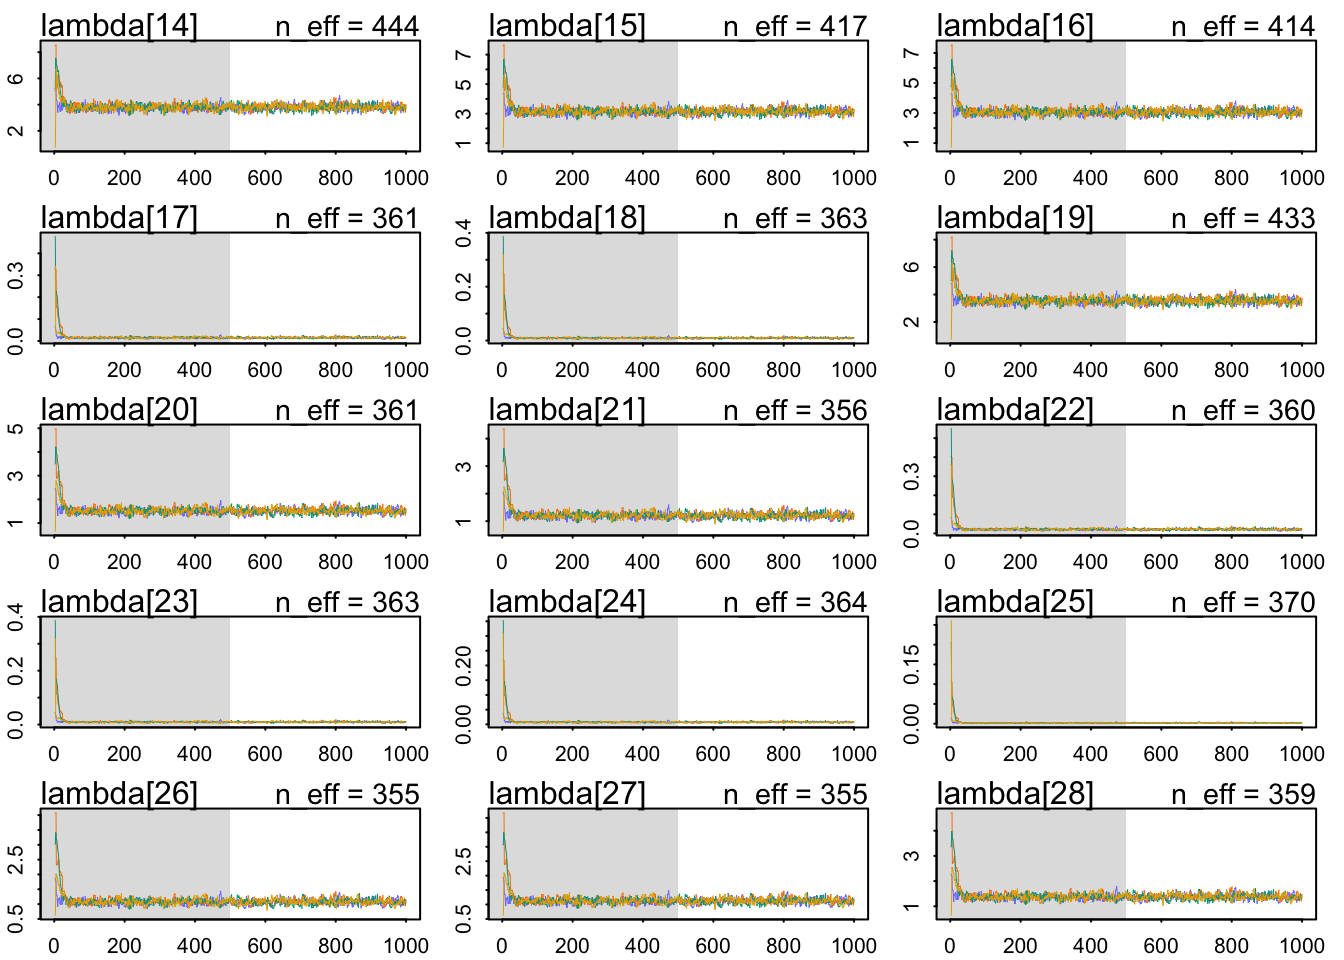 lambda[14] n_eff = 444
2 6
0 200 400 600 800 1000
lambda[15] n_eff = 417
1 3 5 7
0 200 400 600 800 1000
lambda[16] n_eff = 414
1 3 5 7
0 200 400 600 800 1000
lambda[17] n_eff = 361
0.0 0.3
0 200 400 600 800 1000
lambda[18] n_eff = 363
0.0 0.2 0.4
0 200 400 600 800 1000
lambda[19] n_eff = 433
2 6
0 200 400 600 800 1000
lambda[20] n_eff = 361
1 3 5
0 200 400 600 800 1000
lambda[21] n_eff = 356
1 3
0 200 400 600 800 1000
lambda[22] n_eff = 360
0.0 0.3
0 200 400 600 800 1000
lambda[23] n_eff = 363
0.0 0.2 0.4
0 200 400 600 800 1000
lambda[24] n_eff = 364
0.00 0.20
0 200 400 600 800 1000
lambda[25] n_eff = 370
0.00 0.15
0 200 400 600 800 1000
lambda[26] n_eff = 355
0.5 2.5
0 200 400 600 800 1000
lambda[27] n_eff = 355
0.5 2.5
0 200 400 600 800 1000
lambda[28] n_eff = 359
1 3
0 200 400 600 800 1000